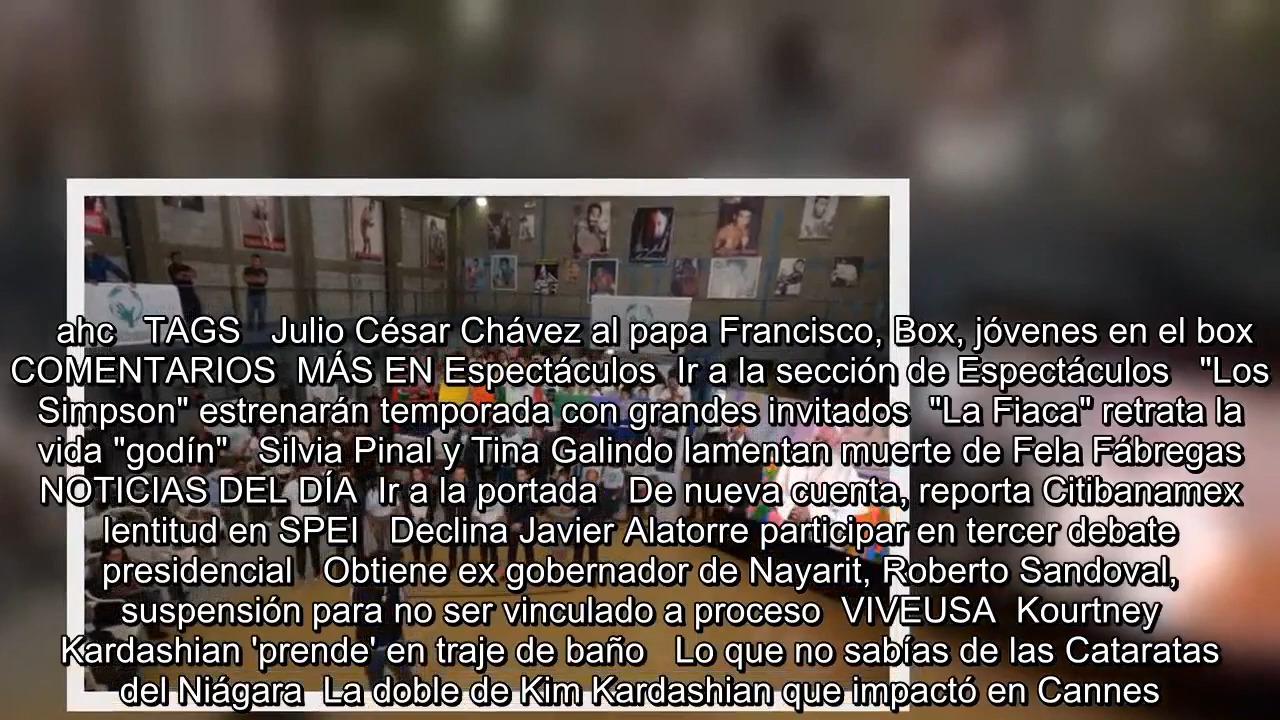 ahc TAGS Julio César Chávez al papa Francisco, Box, jóvenes en el box
COMENTARIOS MÁS EN Espectáculos Ir a la sección de Espectáculos "Los
Simpson" estrenarán temporada con grandes invitados "La Fiaca" retrata la
vida "godín" Silvia Pinal y Tina Galindo lamentan muerte de Fela Fábregas
NOTICIAS DEL DÍA Ir a la portada De nueva cuenta, reporta Citibanamex
lentitud en SPEI Declina Javier Alatorre participar en tercer debate
presidencial Obtiene ex gobernador de Nayarit, Roberto Sandoval,
suspensión para no ser vinculado a proceso VIVEUSA Kourtney
Kardashian 'prende' en traje de baño Lo que no sabías de las Cataratas
del Niágara La doble de Kim Kardashian que impactó en Cannes